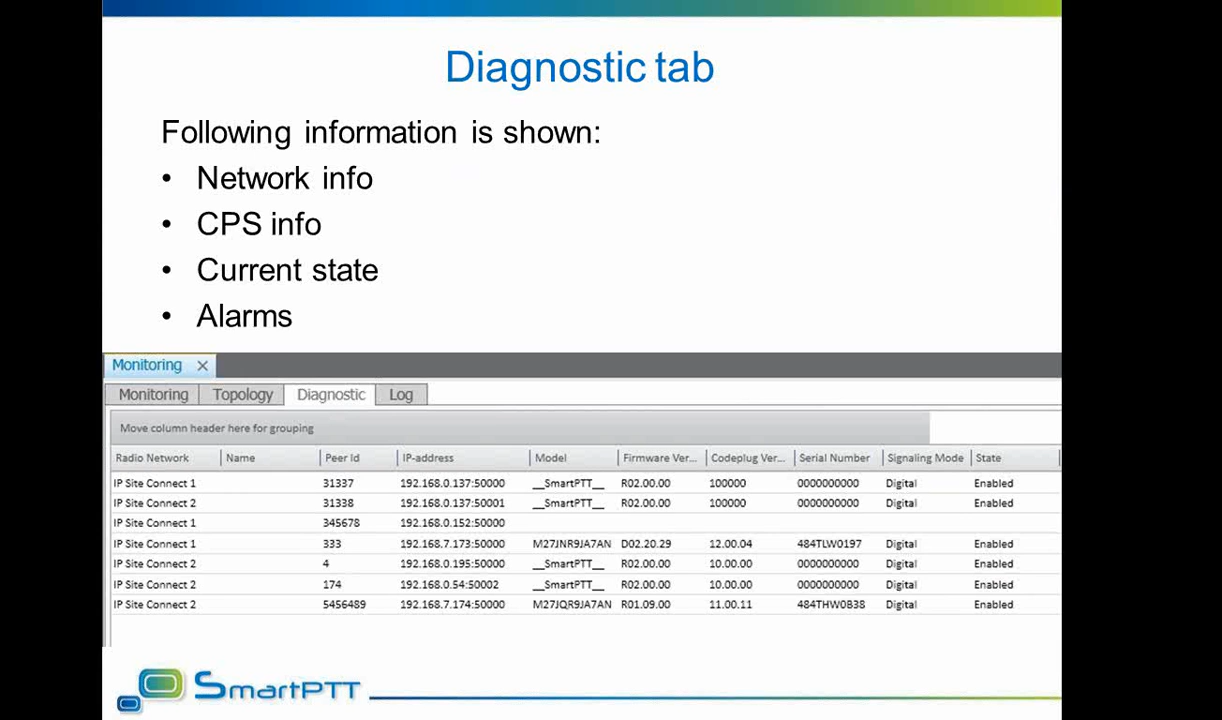 Diagnostic tab
Following information is shown:
• Network info
• CPS info
• Current state
• Alarms
Monitoring ×
Monitoring Topology Diagnostic Log
Move column header here for grouping
Radio Network Name Peer Id IP-address Model Firmware Ver... Codeplug Ver... Serial Number Signaling Mode State
IP Site Connect 1 31337 192.168.0.137:50000 __SmartPTT__ R02.00.00 100000 0000000000 Digital Enabled
IP Site Connect 2 31338 192.168.0.137:50001 __SmartPTT__ R02.00.00 100000 0000000000 Digital Enabled
IP Site Connect 1 345678 192.168.0.152:50000
IP Site Connect 1 333 192.168.7.173:50000 M27JNR9JA7AN D02.20.29 12.00.04 484TLW0197 Digital Enabled
IP Site Connect 2 4 192.168.0.195:50000 __SmartPTT__ R02.00.00 10.00.00 0000000000 Digital Enabled
IP Site Connect 2 174 192.168.0.54:50002 __SmartPTT__ R02.00.00 10.00.00 0000000000 Digital Enabled
IP Site Connect 2 5456489 192.168.7.174:50000 M27JQR9JA7AN R01.09.00 11.00.11 484THW0B38 Digital Enabled
SmartPTT